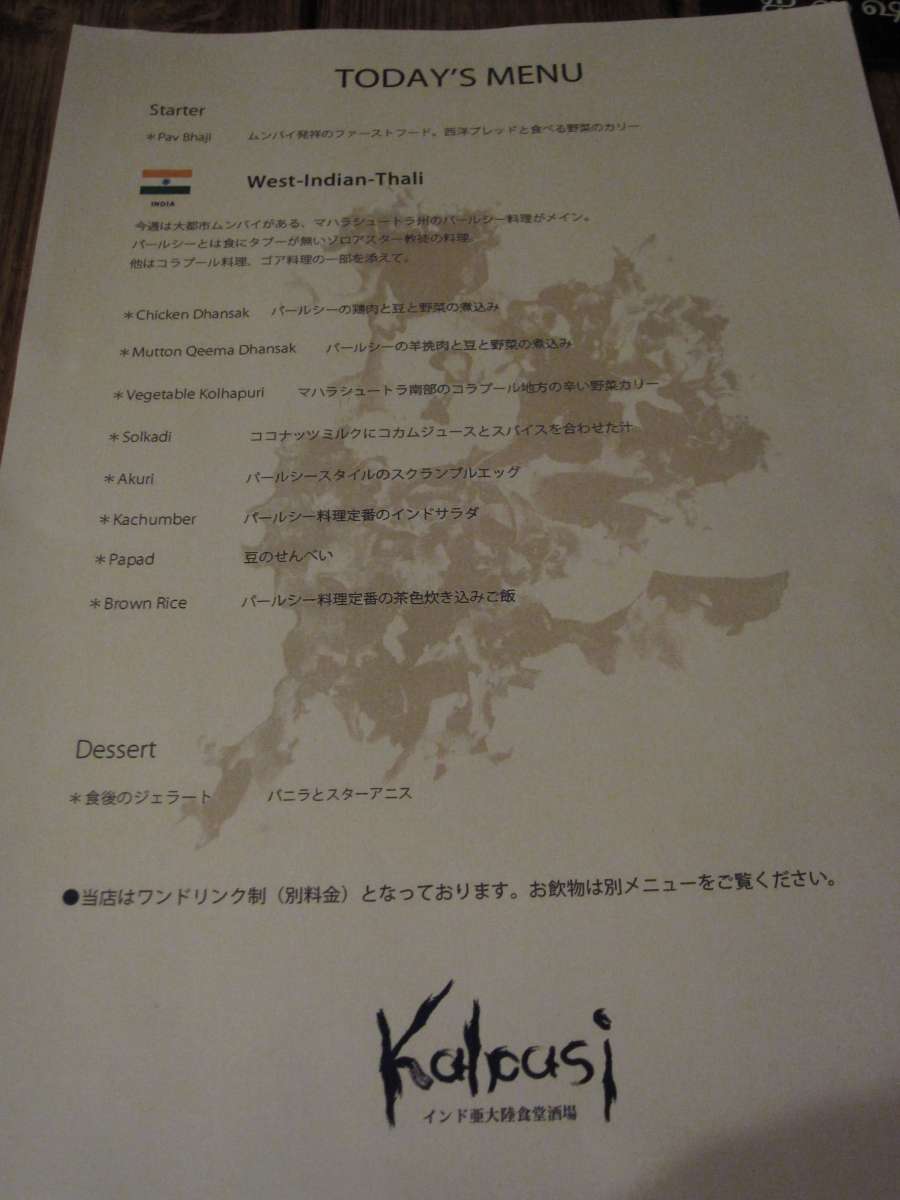 TODAY'S MENU
Starter
＊Pav Bhaji ムンバイ発祥のファーストフード。西洋ブレッドと食べる野菜のカリー
INDIA
West-Indian-Thali
今週は大都市ムンバイがある、マハラシュートラ州のパールシー料理がメイン。
パールシーとは食にタブーが無いゾロアスター教徒の料理。
他はコラプール料理、ゴア料理の一部を添えて。
＊Chicken Dhansak パールシーの鶏肉と豆と野菜の煮込み
＊Mutton Qeema Dhansak パールシーの羊挽肉と豆と野菜の煮込み
＊Vegetable Kolhapuri マハラシュートラ南部のコラプール地方の辛い野菜カリー
＊Solkadi ココナッツミルクにコカムジュースとスパイスを合わせた汁
＊Akuri パールシースタイルのスクランブルエッグ
＊Kachumber パールシー料理定番のインドサラダ
＊Papad 豆のせんべい
＊Brown Rice パールシー料理定番の茶色炊き込みご飯
Dessert
＊食後のジェラート バニラとスターアニス
●当店はワンドリンク制（別料金）となっております。お飲物は別メニューをご覧ください。
Kalpasi
インド亜大陸食堂酒場